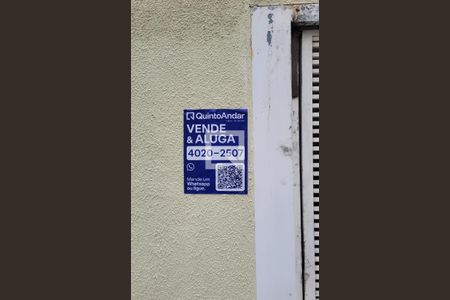 QuintoAndar
VENDE
& ALUGA
4020-2507
Mande um
Whatsapp
ou ligue.